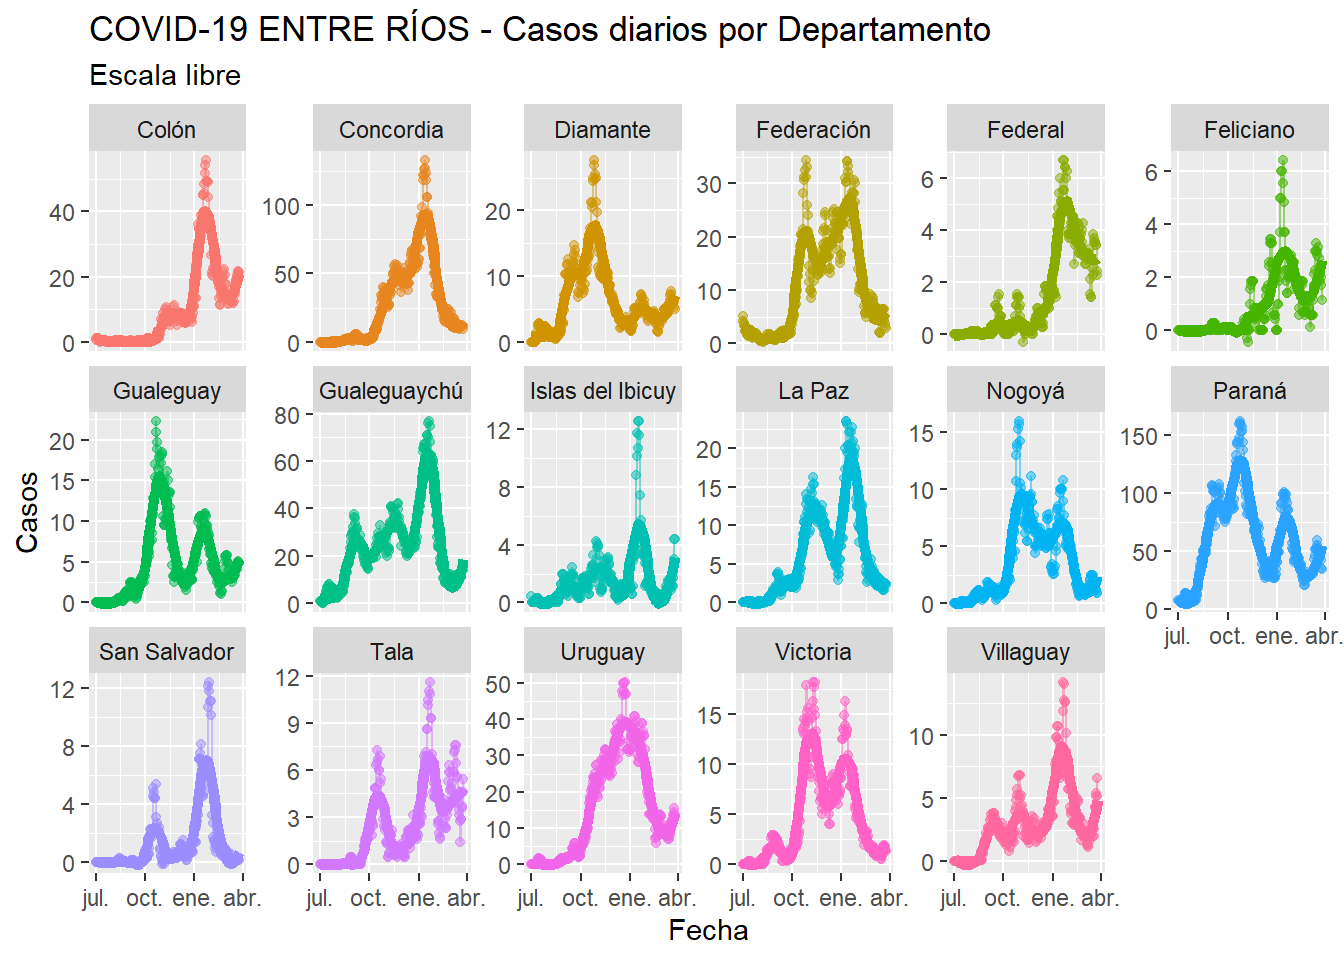 COVID-19 ENTRE RÍOS - Casos diarios por Departamento
Escala libre
Colón
Concordia
Diamante
Federación
Federal
Feliciano
40
20
0
100
50
0
20
10
0
30
20
10
0
6
4
2
0
6
4
2
0
Gualeguay
Gualeguaychú
Islas del Ibicuy
La Paz
Nogoyá
Paraná
20
15
10
5
0
80
60
40
20
0
12
8
4
0
20
15
10
5
0
15
10
5
0
150
100
50
0
jul. oct. ene. abr.
San Salvador
Tala
Uruguay
Victoria
Villaguay
12
8
4
0
12
9
6
3
0
50
40
30
20
10
0
15
10
5
0
10
5
0
jul. oct. ene. abr.
jul. oct. ene. abr.
jul. oct. ene. abr.
jul. oct. ene. abr.
jul. oct. ene. abr.
Casos
Fecha